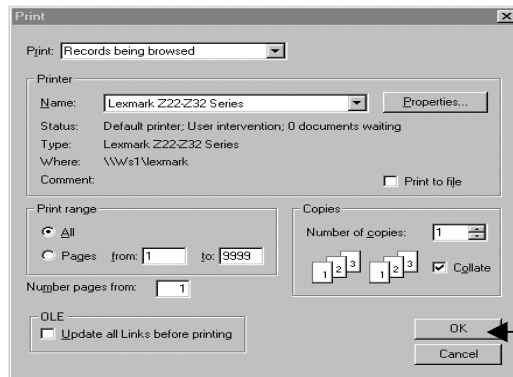 Print
Print: Records being browsed
Printer
Name: Lexmark Z22-Z32 Series Properties...
Status: Default printer; User intervention; 0 documents waiting
Type: Lexmark Z22-Z32 Series
Where: \\Ws1\lexmark
Comment: Print to file
Print range
All
Pages from: 1 to: 9999
Copies
Number of copies: 1
1 2 3 1 2 3 Collate
Number pages from: 1
OLE
Update all Links before printing
OK
Cancel